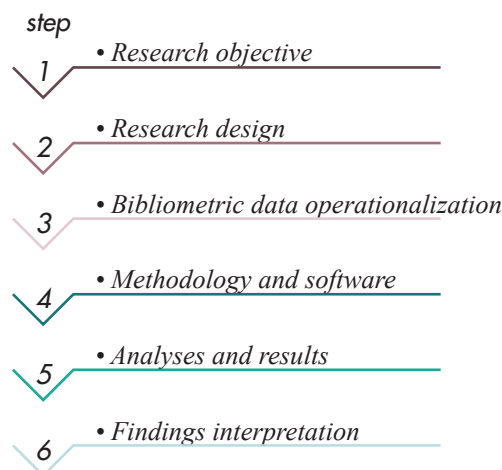 step
1 • Research objective
2 • Research design
3 • Bibliometric data operationalization
4 • Methodology and software
5 • Analyses and results
6 • Findings interpretation